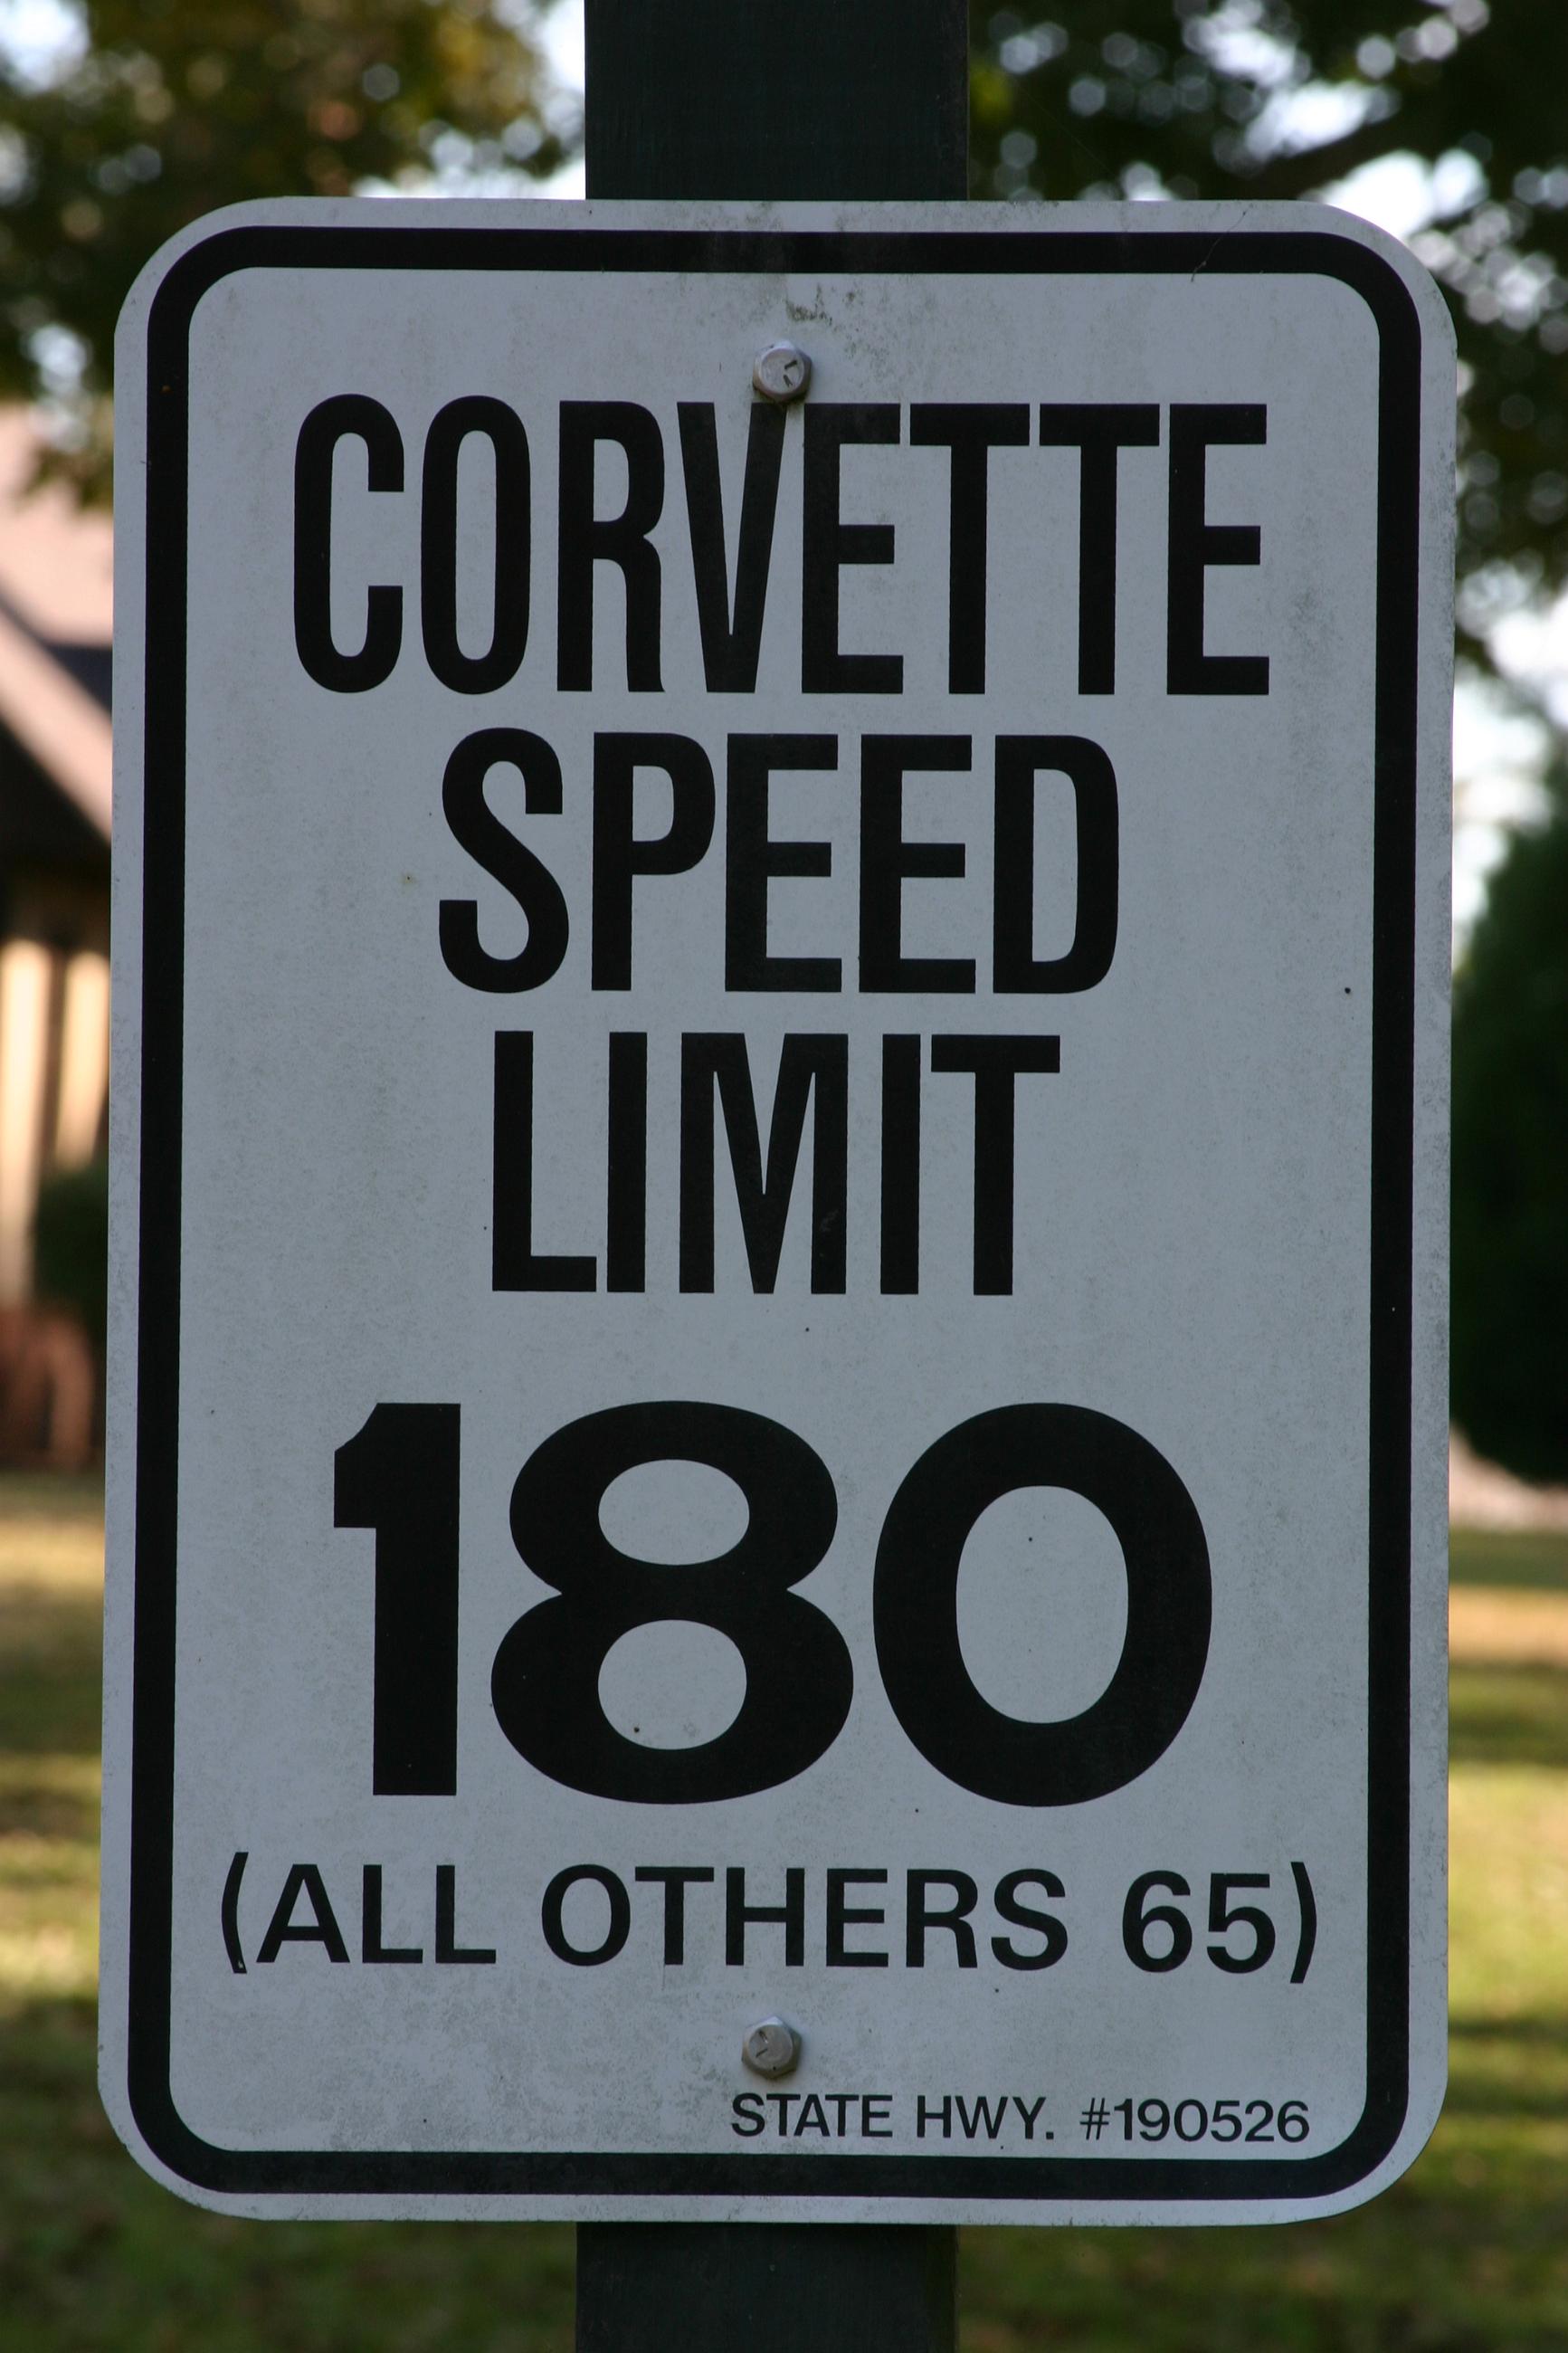 CORVETTE
SPEED
LIMIT
180
(ALL OTHERS 65)
STATE HWY. #190526